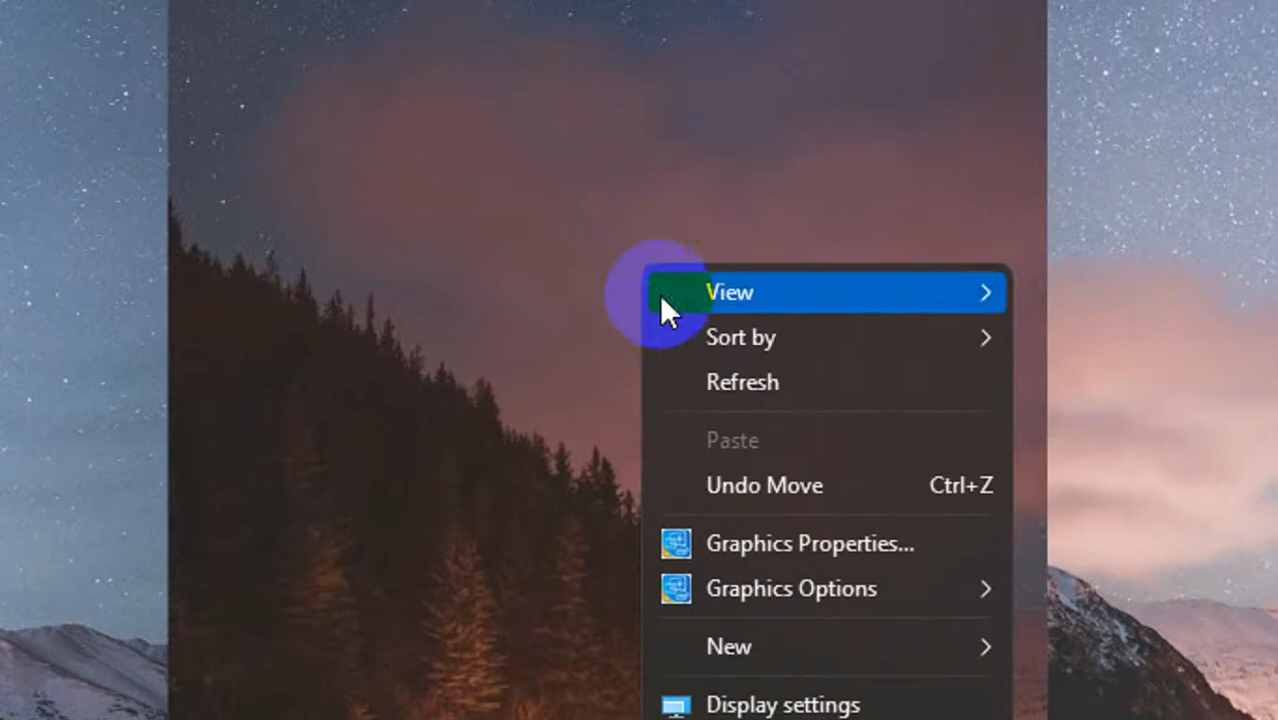 View
Sort by
Refresh
Paste
Undo Move Ctrl+Z
Graphics Properties...
Graphics Options
New
Display settings